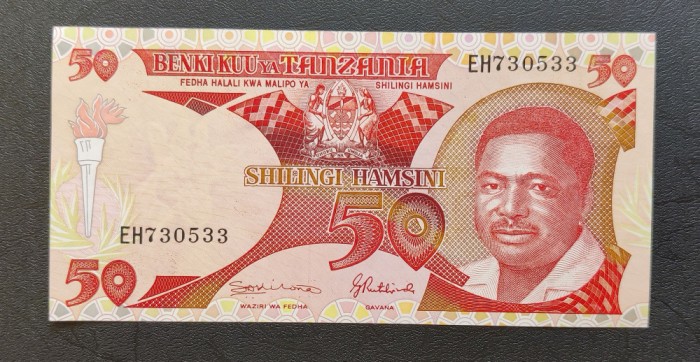 50
BENKI KUU YA TANZANIA
EH730533
50
FEDHA HALALI KWA MALIPO YA SHILINGI HAMSINI
SHILINGI HAMSINI
50
EH730533
50
WAZIRI WA FEDHA
GAVANA